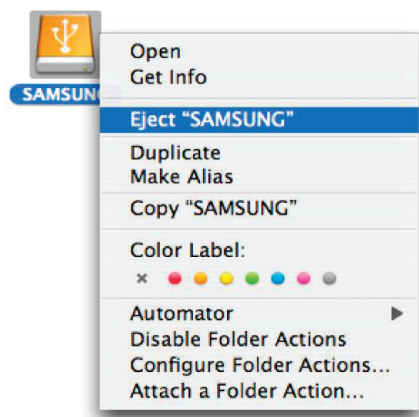 SAMSUNG
Open
Get Info
Eject “SAMSUNG”
Duplicate
Make Alias
Copy “SAMSUNG”
Color Label:
Automator
Disable Folder Actions
Configure Folder Actions...
Attach a Folder Action...